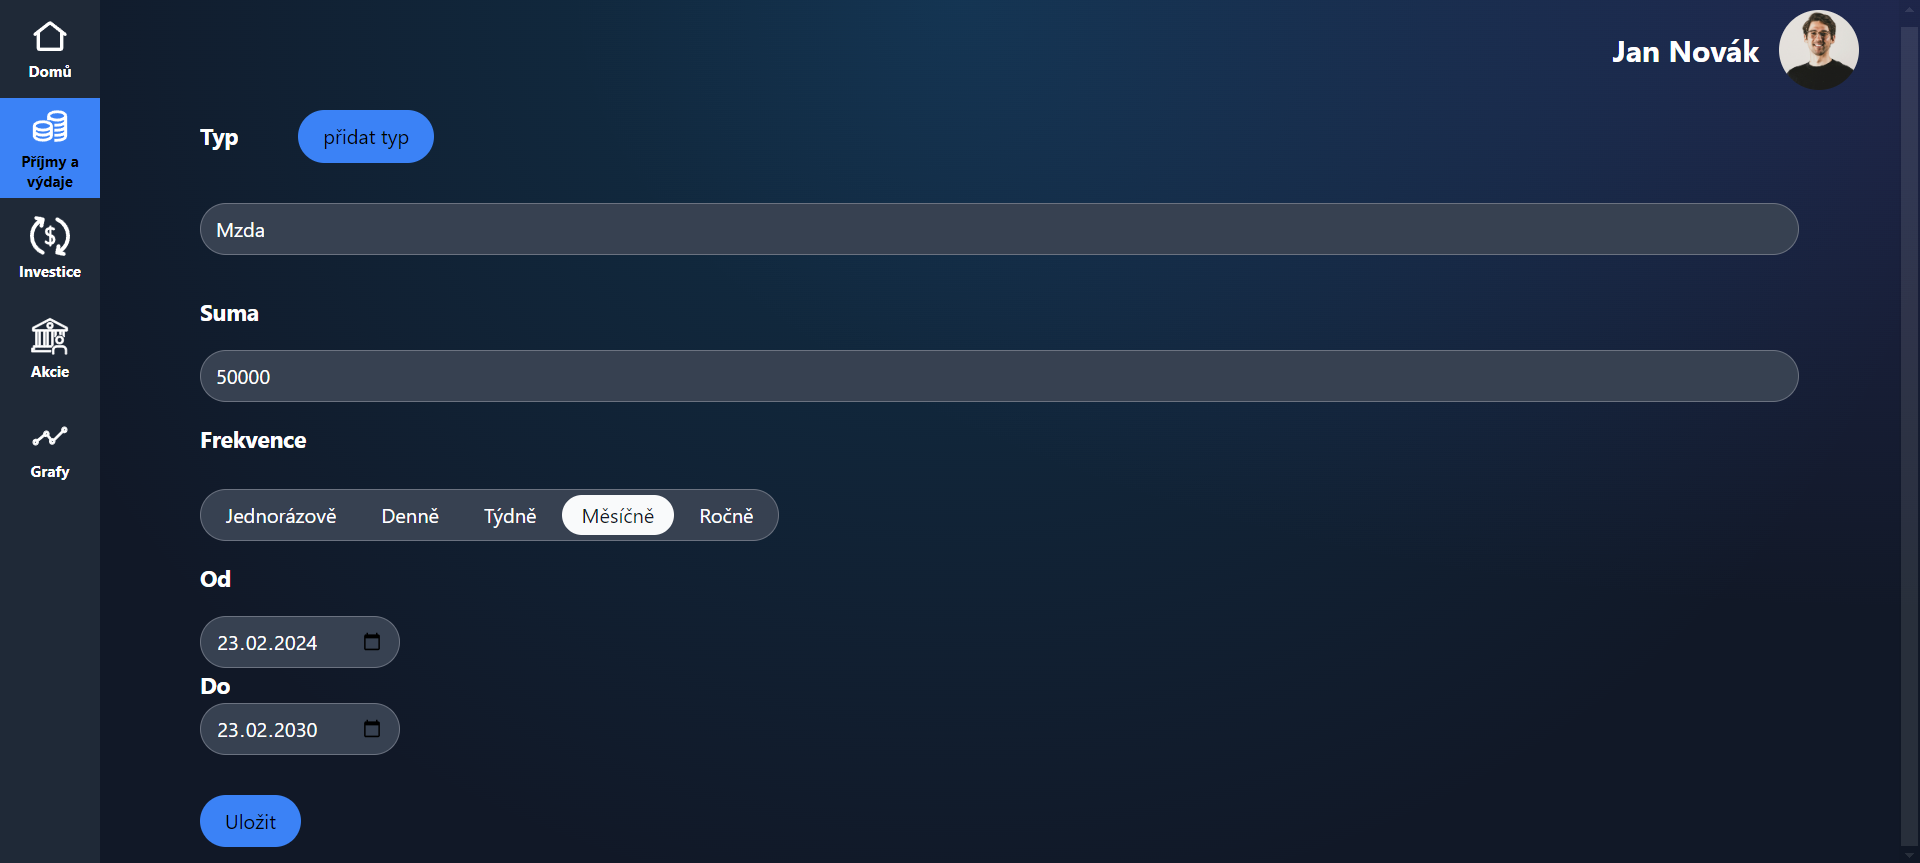 Domů
Příjmy a
výdaje
Investice
Akcie
Grafy
Jan Novák
Typ
přidat typ
Mzda
Suma
50000
Frekvence
Jednorázově Denně Týdně Měsíčně Ročně
Od
23.02.2024
Do
23.02.2030
Uložit